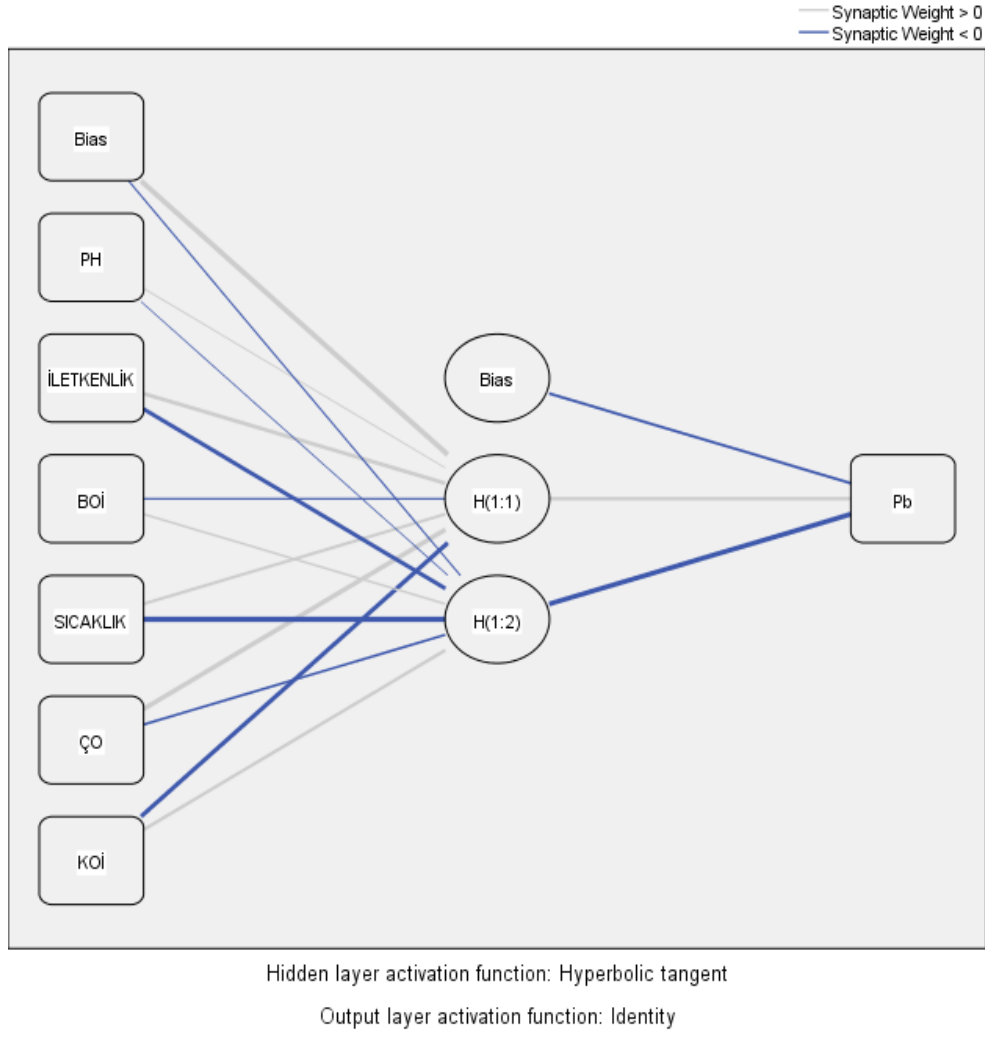 Synaptic Weight > 0
Synaptic Weight < 0
Bias
PH
İLETKENLİK
Bias
BOİ
H(1:1)
Pb
SICAKLIK
H(1:2)
ÇO
KOİ
Hidden layer activation function: Hyperbolic tangent
Output layer activation function: Identity